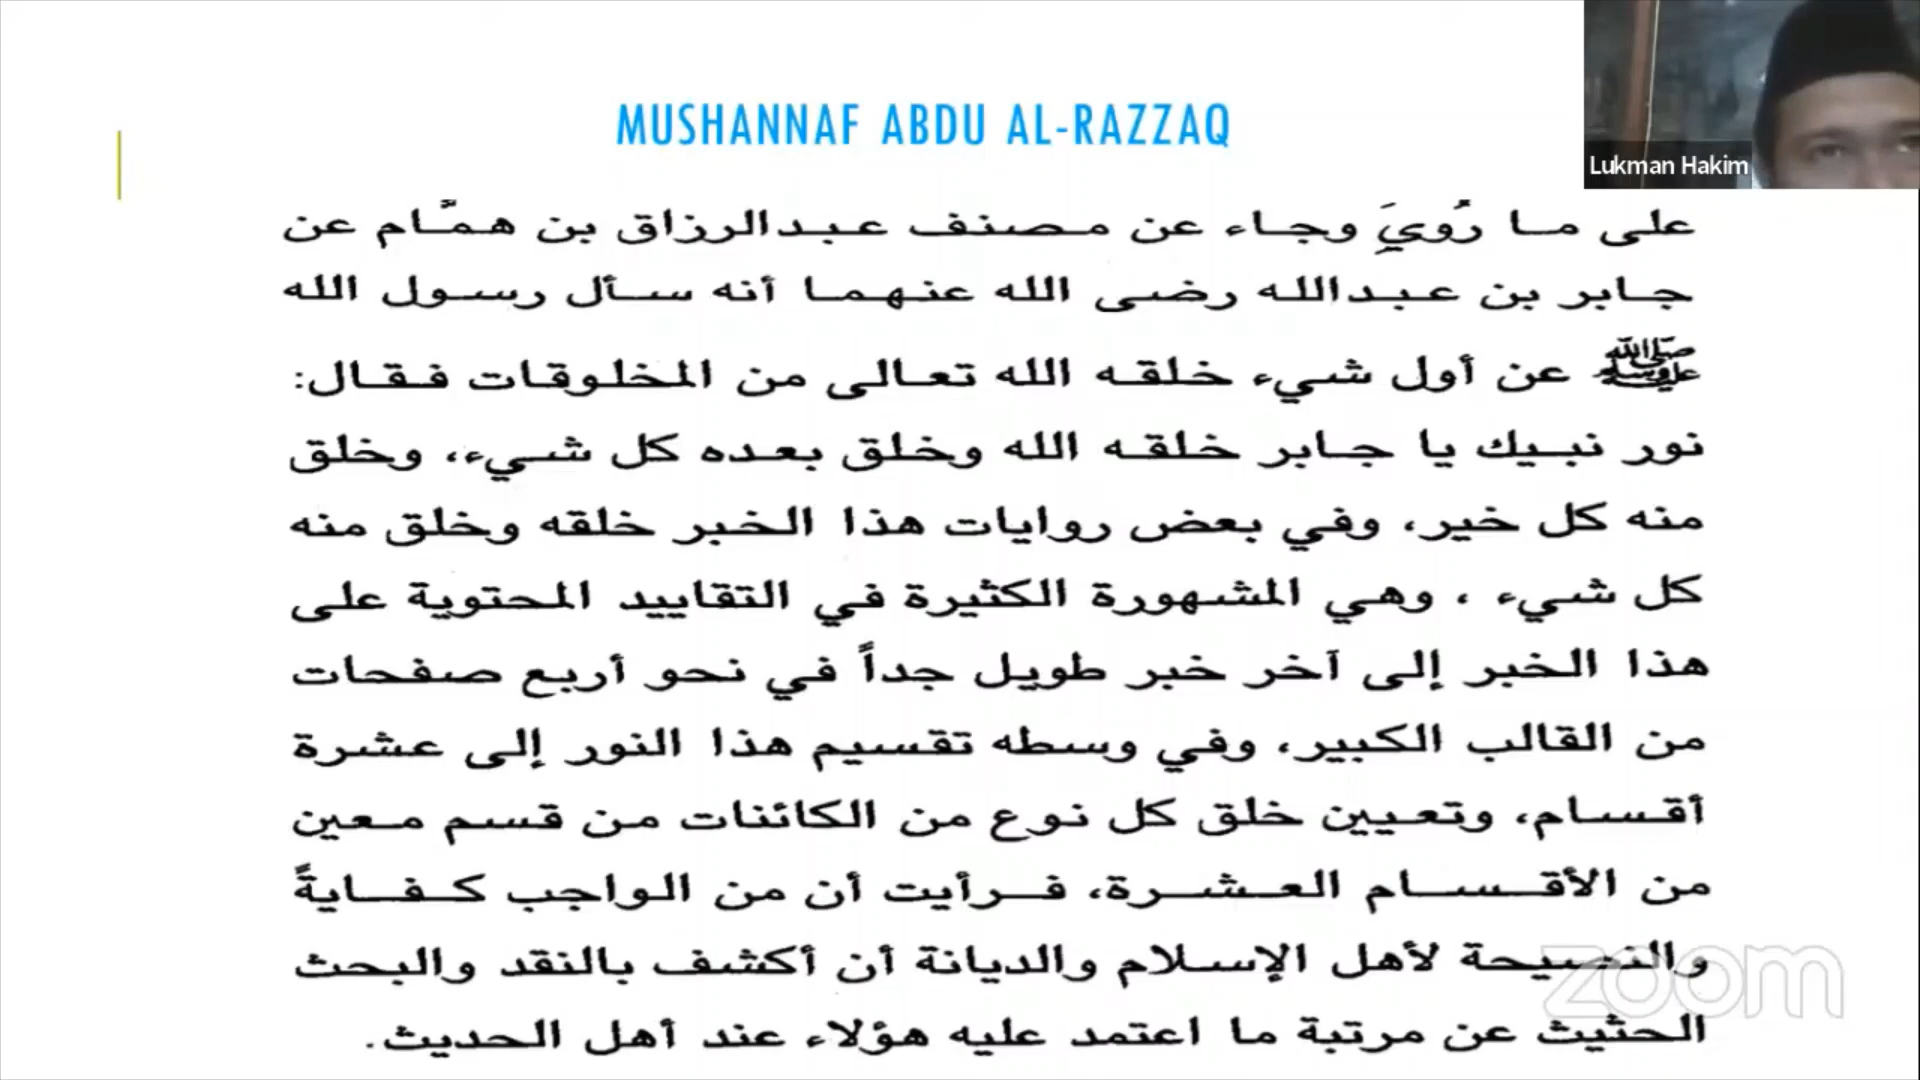 MUSHANNAF ABDU AL-RAZZAQ
Lukman Hakim
على ما رُوِيَ وجاء عن مصنف عبدالرزاق بن همَّام عن
جابر بن عبدالله رضى الله عنهما أنه سأل رسول الله
ﷺ عن أول شيء خلقه الله تعالى من المخلوقات فقال:
نور نبيك يا جابر خلقه الله وخلق بعده كل شيء، وخلق
منه كل خير، وفي بعض روايات هذا الخبر خلقه وخلق منه
كل شيء ، وهي المشهورة الكثيرة في التقاييد المحتوية على
هذا الخبر إلى آخر خبر طويل جداً في نحو أربع صفحات
من القالب الكبير، وفي وسطه تقسيم هذا النور إلى عشرة
أقسام، وتعيين خلق كل نوع من الكائنات من قسم معين
من الأقسام العشرة، فرأيت أن من الواجب كفايةً
والنصيحة لأهل الإسلام والديانة أن أكشف بالنقد والبحث
الحثيث عن مرتبة ما اعتمد عليه هؤلاء عند أهل الحديث.
zoom